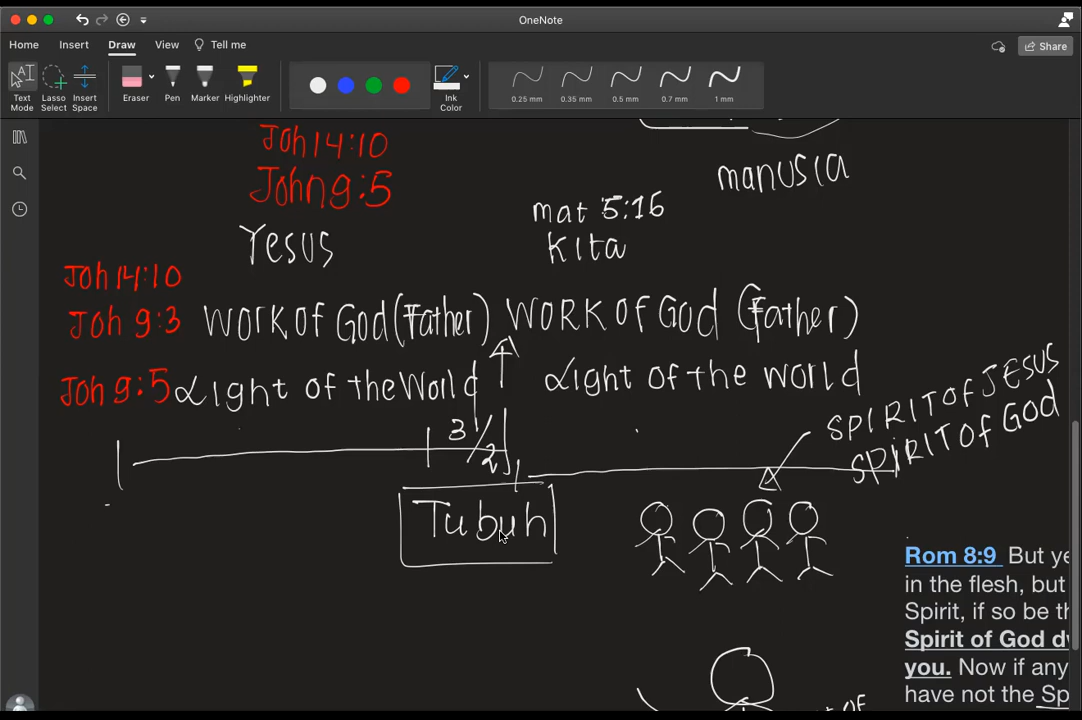 OneNote
Home Insert Draw View Tell me
Share
Text Mode
Lasso Select
Insert Space
Eraser
Pen
Marker
Highlighter
Ink Color
0.25 mm 0.35 mm 0.5 mm 0.7 mm 1 mm
Joh 14:10
John 9:5
Yesus
manusia
mat 5:16
kita
Joh 14:10
Joh 9:3 WORK OF God (Father) WORK OF God (Father)
Joh 9:5 Light of the World Light of the world
SPIRIT OF JESUS
SPIRIT OF GOD
3 1/2
Tubuh
Rom 8:9 But ye
in the flesh, but
Spirit, if so be th
Spirit of God dw
you. Now if any
have not the Sp
OF